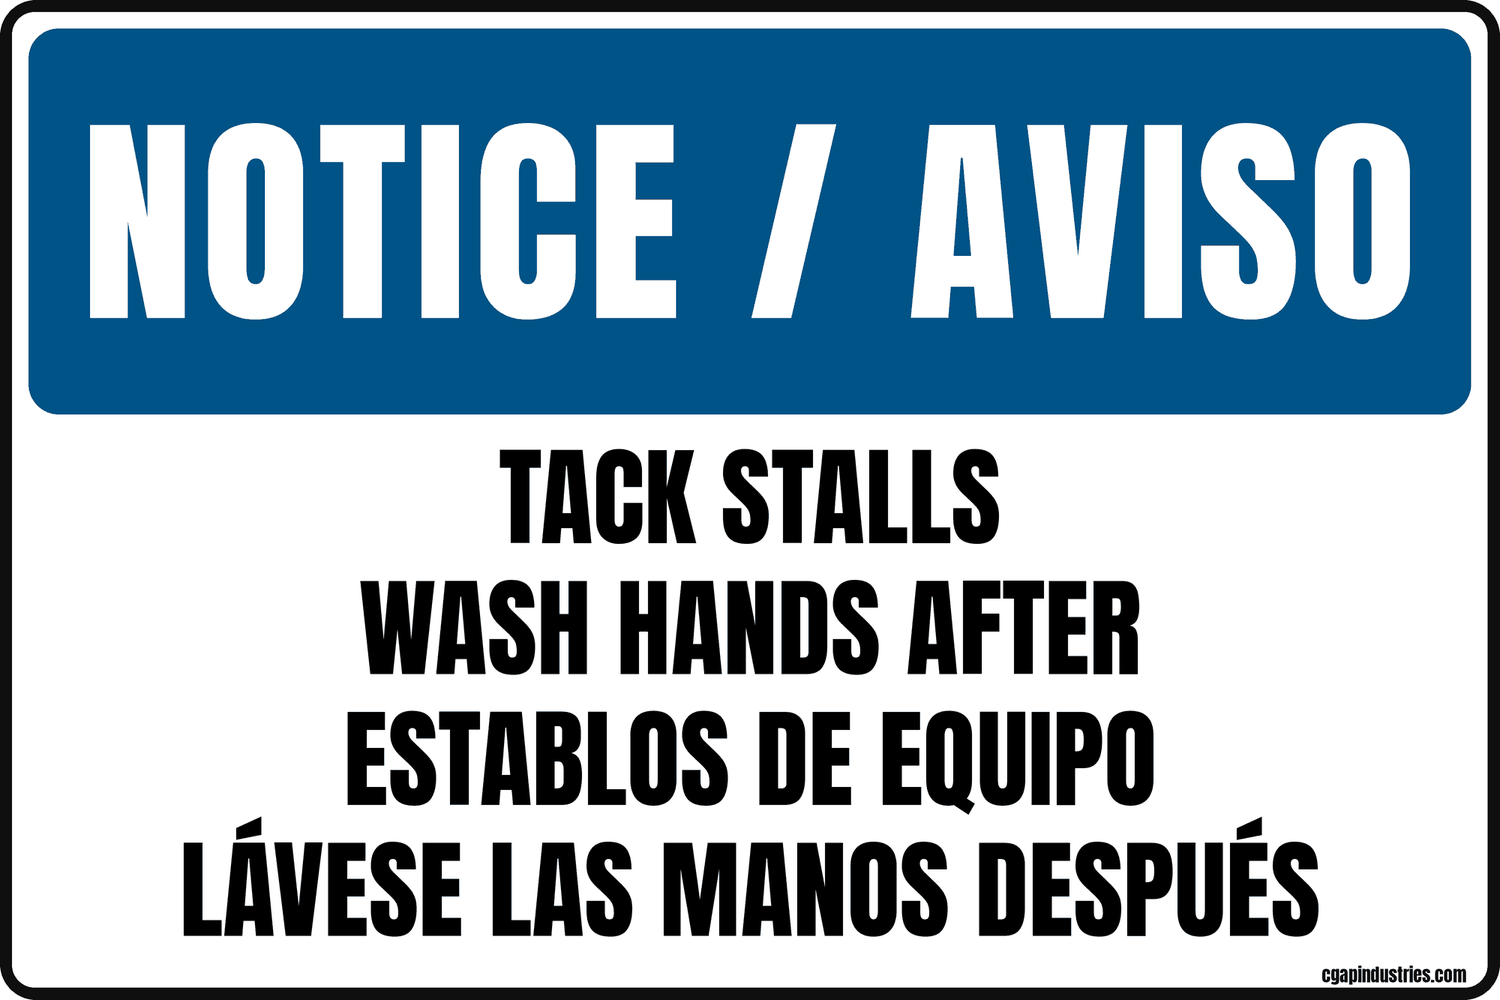 NOTICE / AVISO
TACK STALLS
WASH HANDS AFTER
ESTABLOS DE EQUIPO
LÁVESE LAS MANOS DESPUÉS
cgapindustries.com